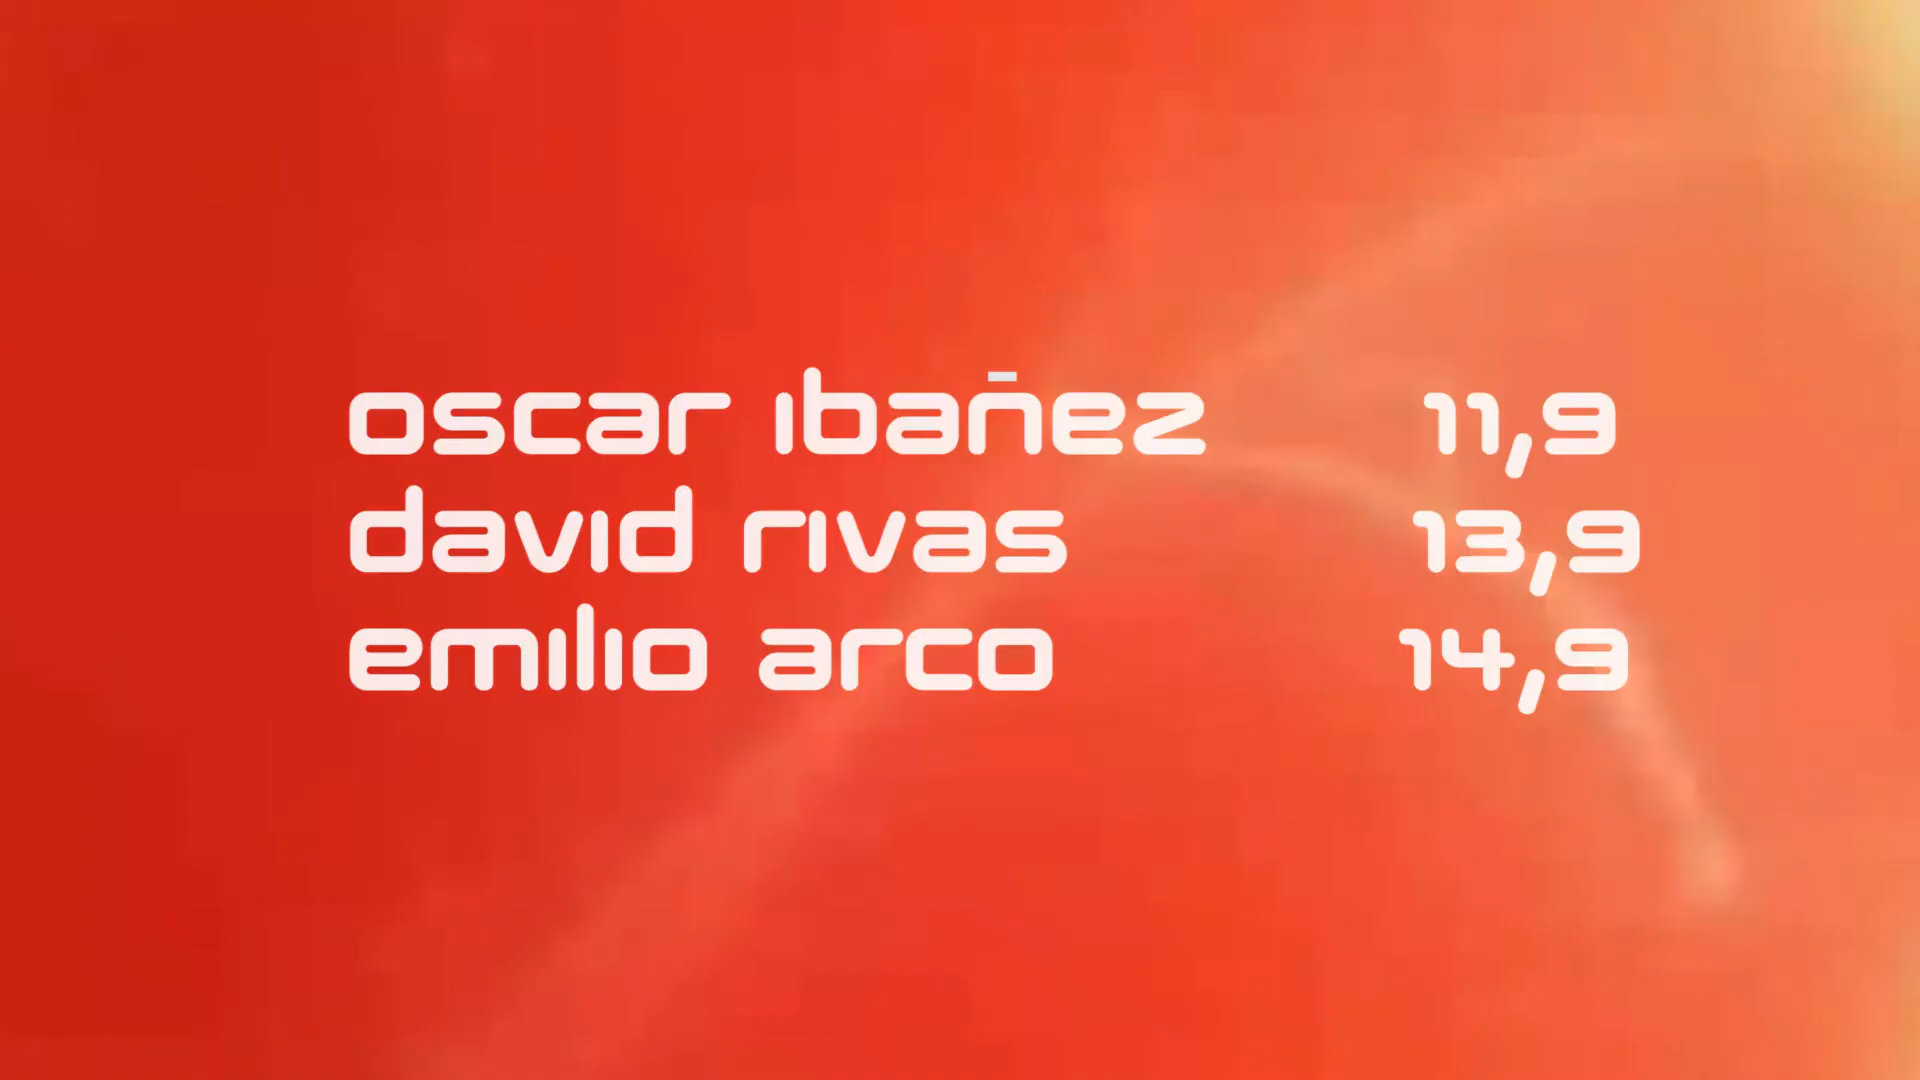 oscar ibañez 11,9
david rivas 13,9
emilio arco 14,9